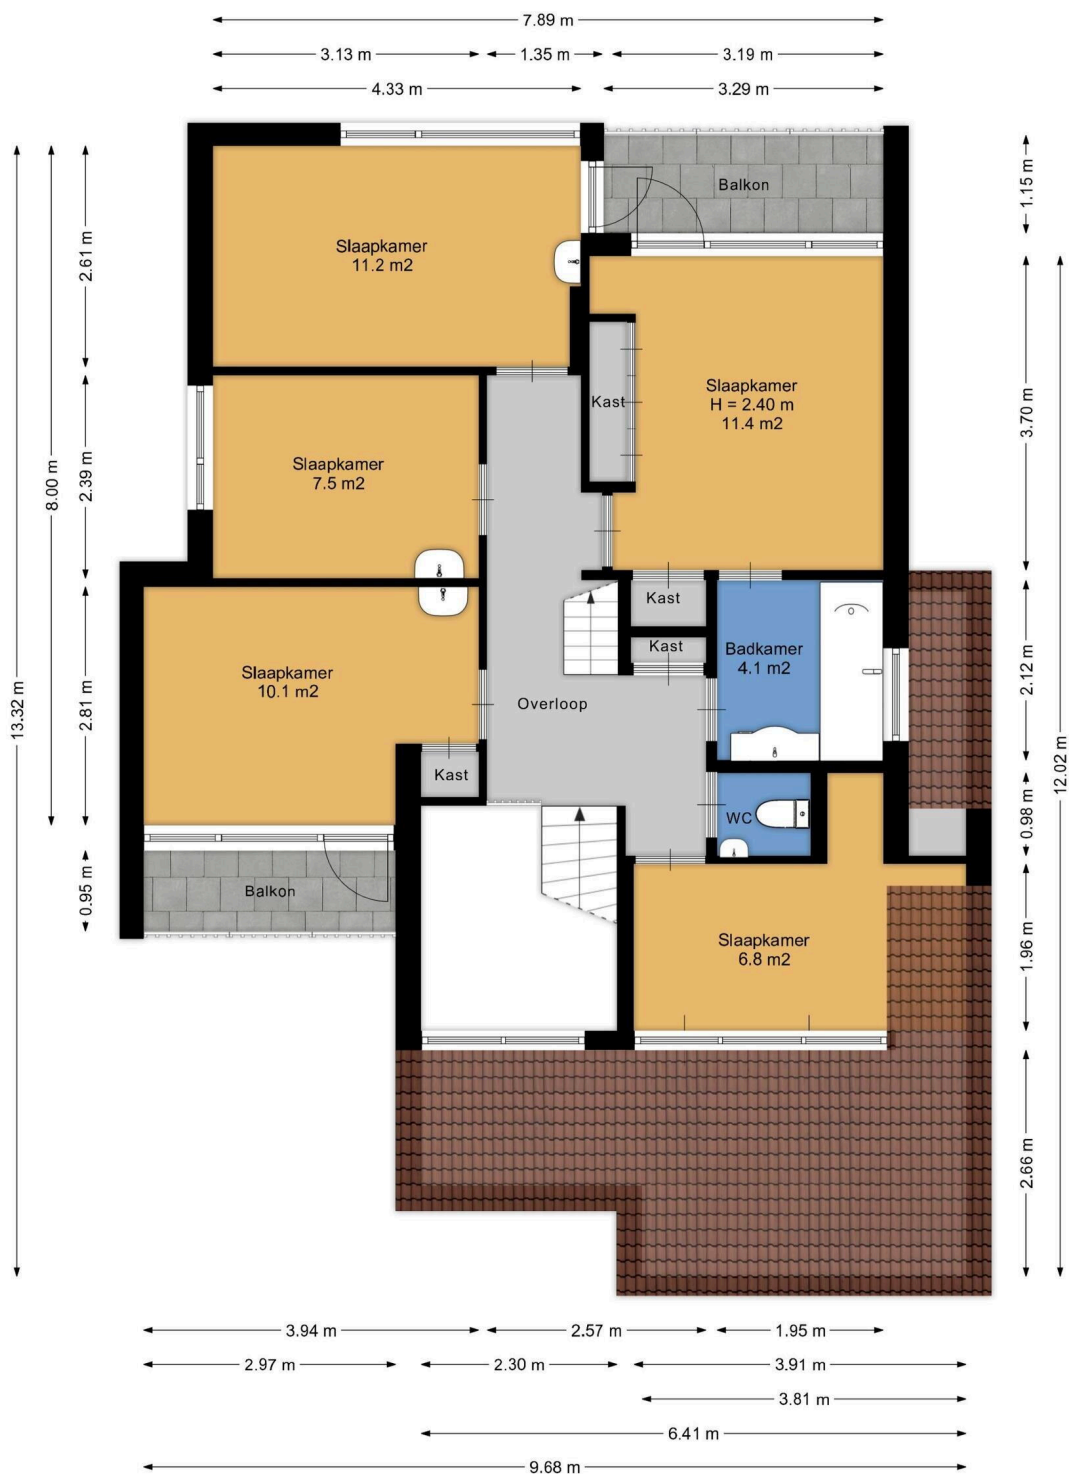 7.89 m
3.13 m
1.35 m
3.19 m
4.33 m
3.29 m
13.32 m
8.00 m
2.61 m
2.39 m
2.81 m
0.95 m
Slaapkamer
11.2 m2
Balkon
Kast
Slaapkamer
H = 2.40 m
11.4 m2
Slaapkamer
7.5 m2
Kast
Kast
Badkamer
4.1 m2
Slaapkamer
10.1 m2
Overloop
Kast
WC
Balkon
Slaapkamer
6.8 m2
1.15 m
3.70 m
2.12 m
0.98 m
1.96 m
2.66 m
12.02 m
3.94 m
2.57 m
1.95 m
2.97 m
2.30 m
3.91 m
3.81 m
6.41 m
9.68 m